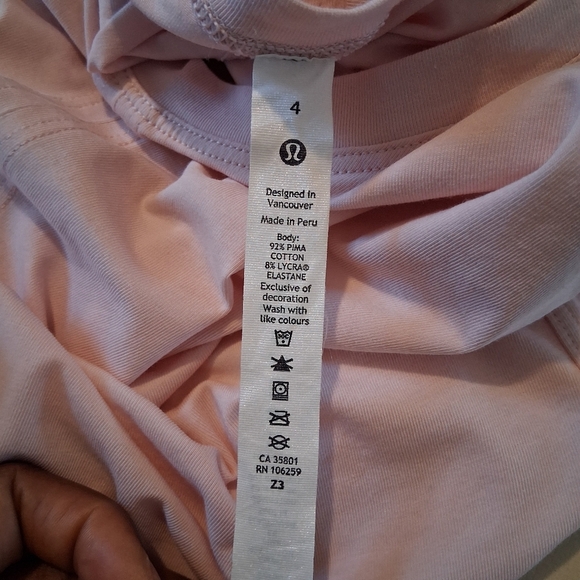 4
Designed in
Vancouver
Made in Peru
Body:
92% PIMA
COTTON
8% LYCRA®
ELASTANE
Exclusive of
decoration
Wash with
like colours
CA 35801
RN 106259
Z3